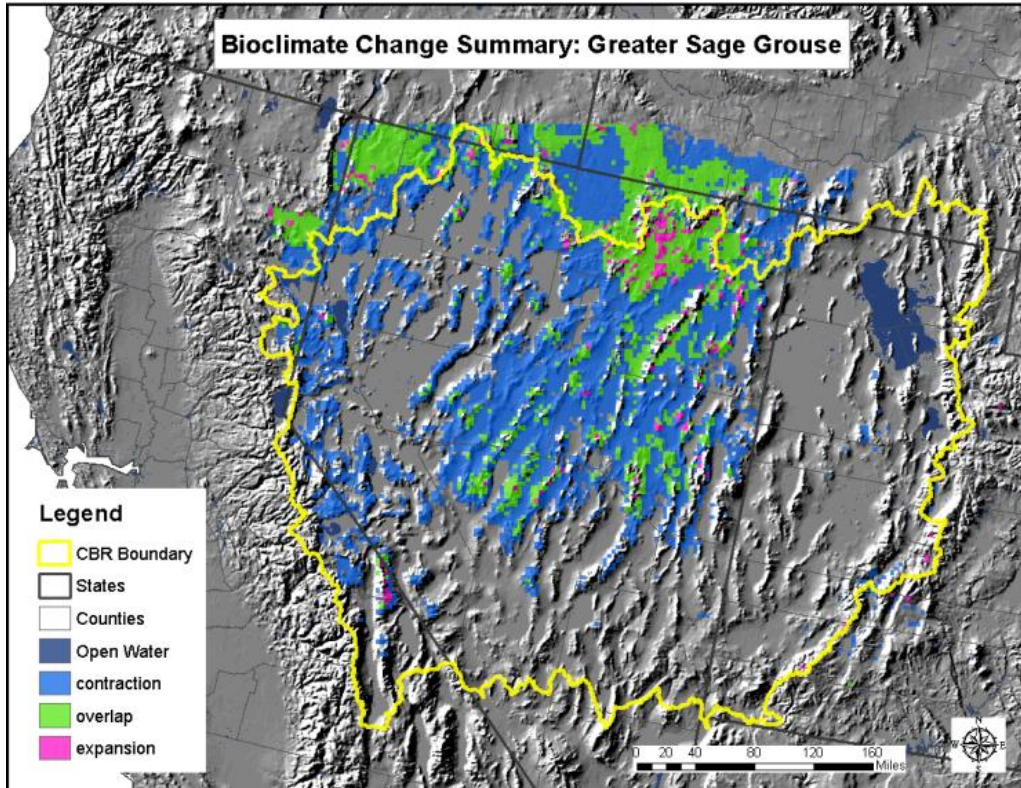 Bioclimate Change Summary: Greater Sage Grouse
Legend
CBR Boundary
States
Counties
Open Water
contraction
overlap
expansion
0 20 40 80 120 160
Miles
N
W E
S